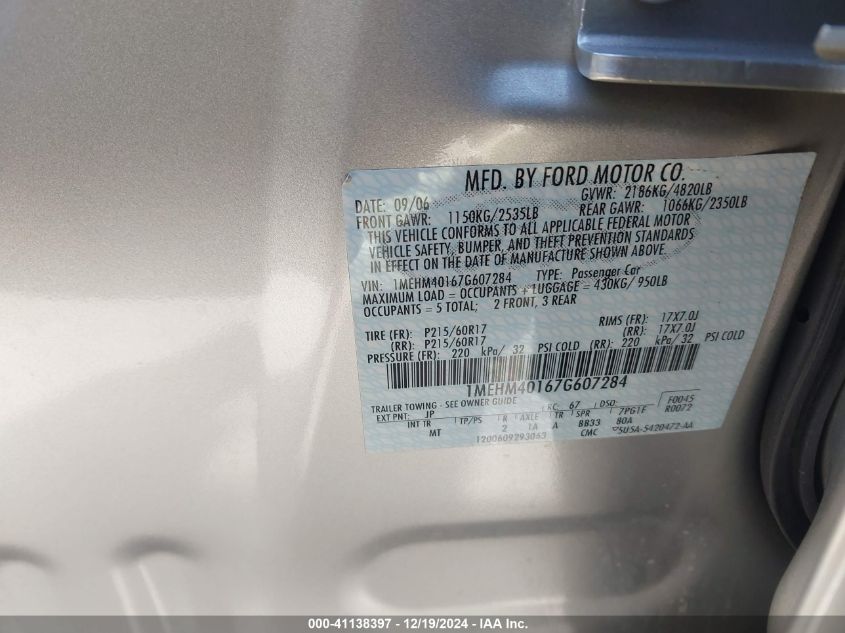 MFD. BY FORD MOTOR CO.
DATE: 09/06 GVWR: 2186KG/4820LB
FRONT GAWR: 1150KG/2535LB REAR GAWR: 1066KG/2350LB
THIS VEHICLE CONFORMS TO ALL APPLICABLE FEDERAL MOTOR
VEHICLE SAFETY, BUMPER, AND THEFT PREVENTION STANDARDS
IN EFFECT ON THE DATE OF MANUFACTURE SHOWN ABOVE
VIN: 1MEHM40167G607284 TYPE: Passenger Car
MAXIMUM LOAD = OCCUPANTS + LUGGAGE = 430KG/ 950LB
OCCUPANTS = 5 TOTAL; 2 FRONT, 3 REAR
TIRE (FR): P215/60R17 RIMS (FR): 17X7.0J
(RR): P215/60R17 (RR): 17X7.0J
PRESSURE (FR): 220 kPa/ 32 PSI COLD (RR): 220 kPa/ 32 PSI COLD
1MEHM40167G607284
TRAILER TOWING - SEE OWNER GUIDE RC: 67 DSO: F0045
EXT PNT: JP 7PG1F R0072
INT TR TP/PS R AXLE TR SPR
MT 2 1A A BB33 80A
1200609293063 CMC 5U5A-5420472-AA
000-41138397 / 12/19/2024 / IAAI.com